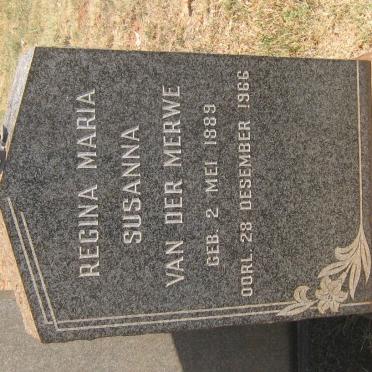 REGINA MARIA
SUSANNA
VAN DER MERWE
GEB. 2 MEI 1889
OORL. 28 DESEMBER 1966